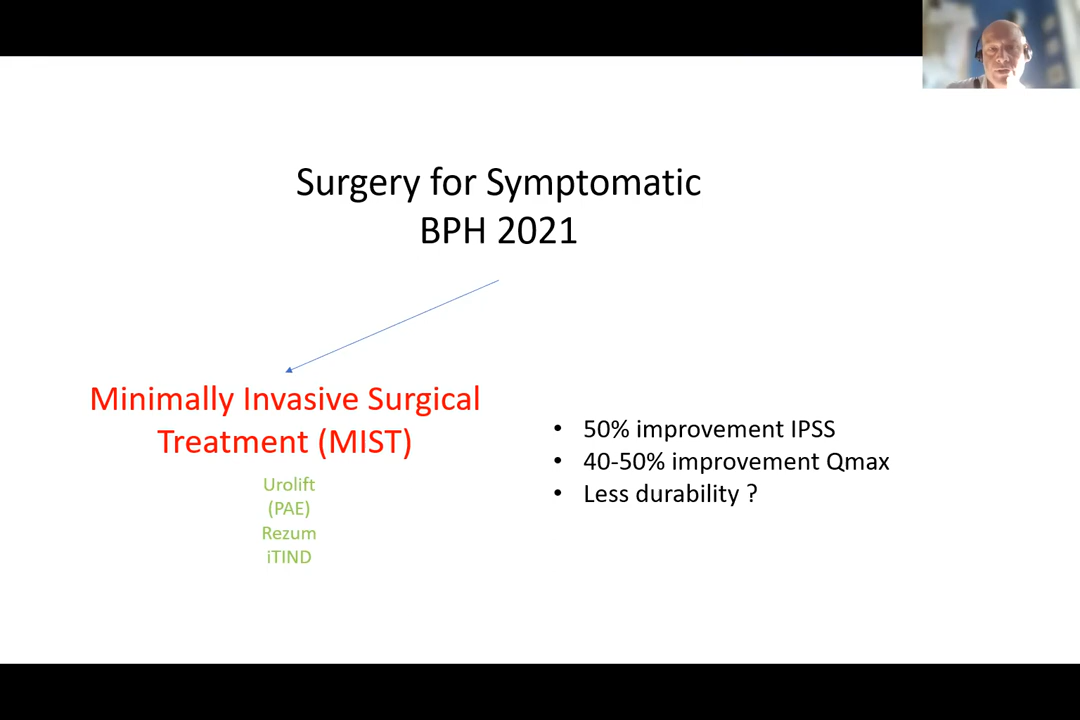 Surgery for Symptomatic
BPH 2021
Minimally Invasive Surgical
Treatment (MIST)
Urolift
(PAE)
Rezum
iTIND
• 50% improvement IPSS
• 40-50% improvement Qmax
• Less durability ?